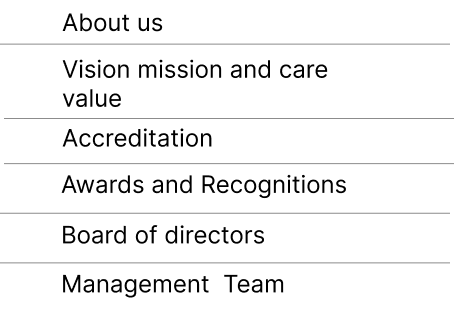 About us
Vision mission and care
value
Accreditation
Awards and Recognitions
Board of directors
Management  Team